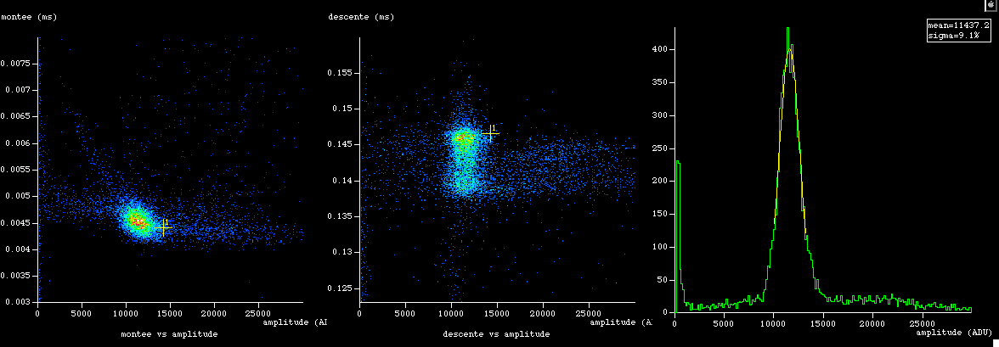 montee (ms)
0.0075
0.007
0.0065
0.006
0.0055
0.005
0.0045
0.004
0.0035
0.003
1
0 5000 10000 15000 20000 25000
amplitude (AI
montee vs amplitude
descente (ms)
0.155
0.15
0.145
0.14
0.135
0.13
0.125
1
0 5000 10000 15000 20000 25000
amplitude (A
descente vs amplitude
mean=11437.2
sigma=9.1%
400
350
300
250
200
150
100
50
0
0 5000 10000 15000 20000 25000
amplitude (ADU)